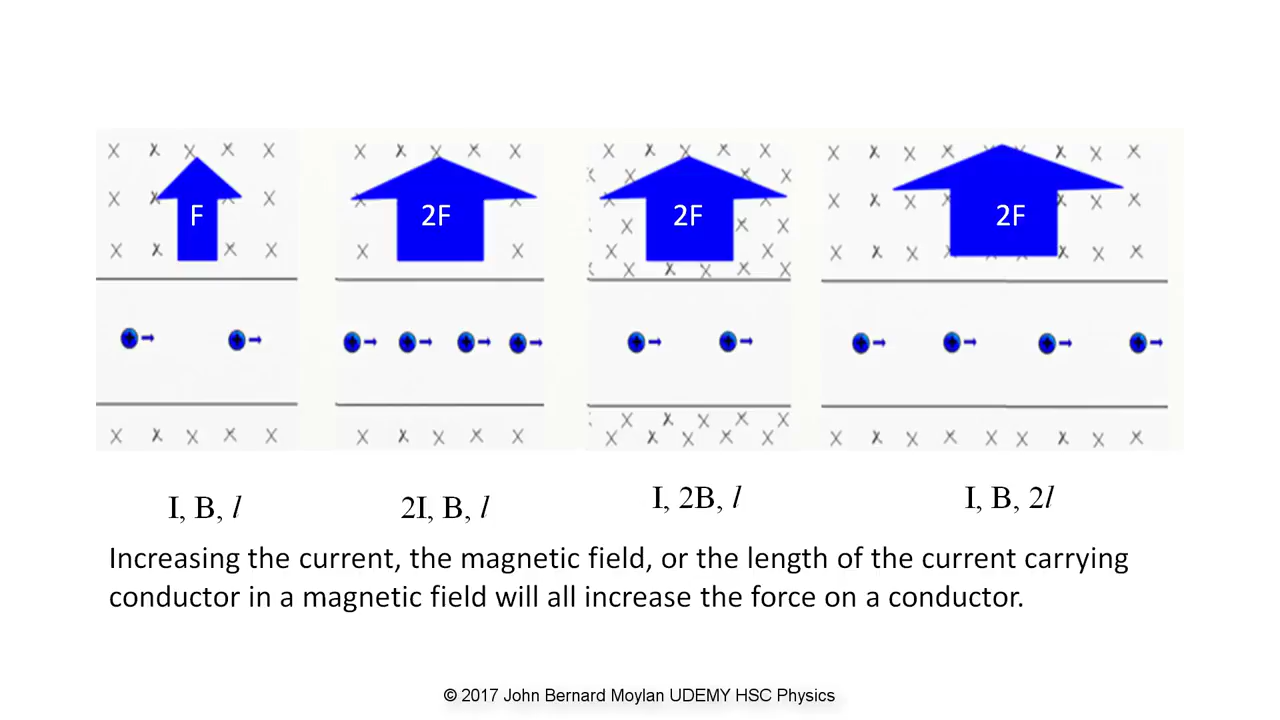 F
2F
2F
2F
I, B, l
2I, B, l
I, 2B, l
I, B, 2l
Increasing the current, the magnetic field, or the length of the current carrying
conductor in a magnetic field will all increase the force on a conductor.
© 2017 John Bernard Moylan UDEMY HSC Physics